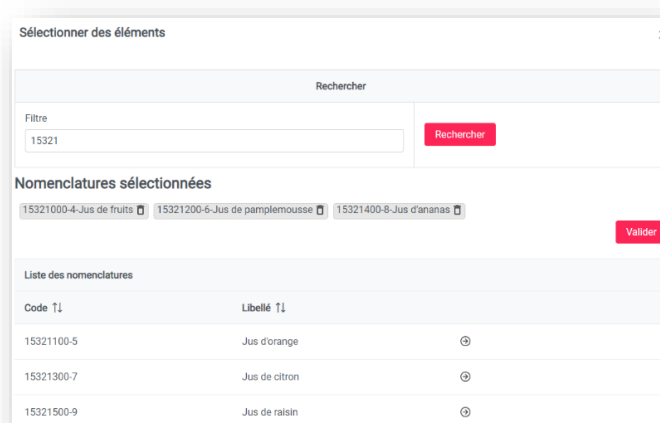 Sélectionner des éléments
Rechercher
Filtre
15321
Rechercher
Nomenclatures sélectionnées
15321000-4-Jus de fruits 15321200-6-Jus de pamplemousse 15321400-8-Jus d'ananas
Valider
Liste des nomenclatures
Code ↑↓ Libellé ↑↓
15321100-5 Jus d'orange
15321300-7 Jus de citron
15321500-9 Jus de raisin